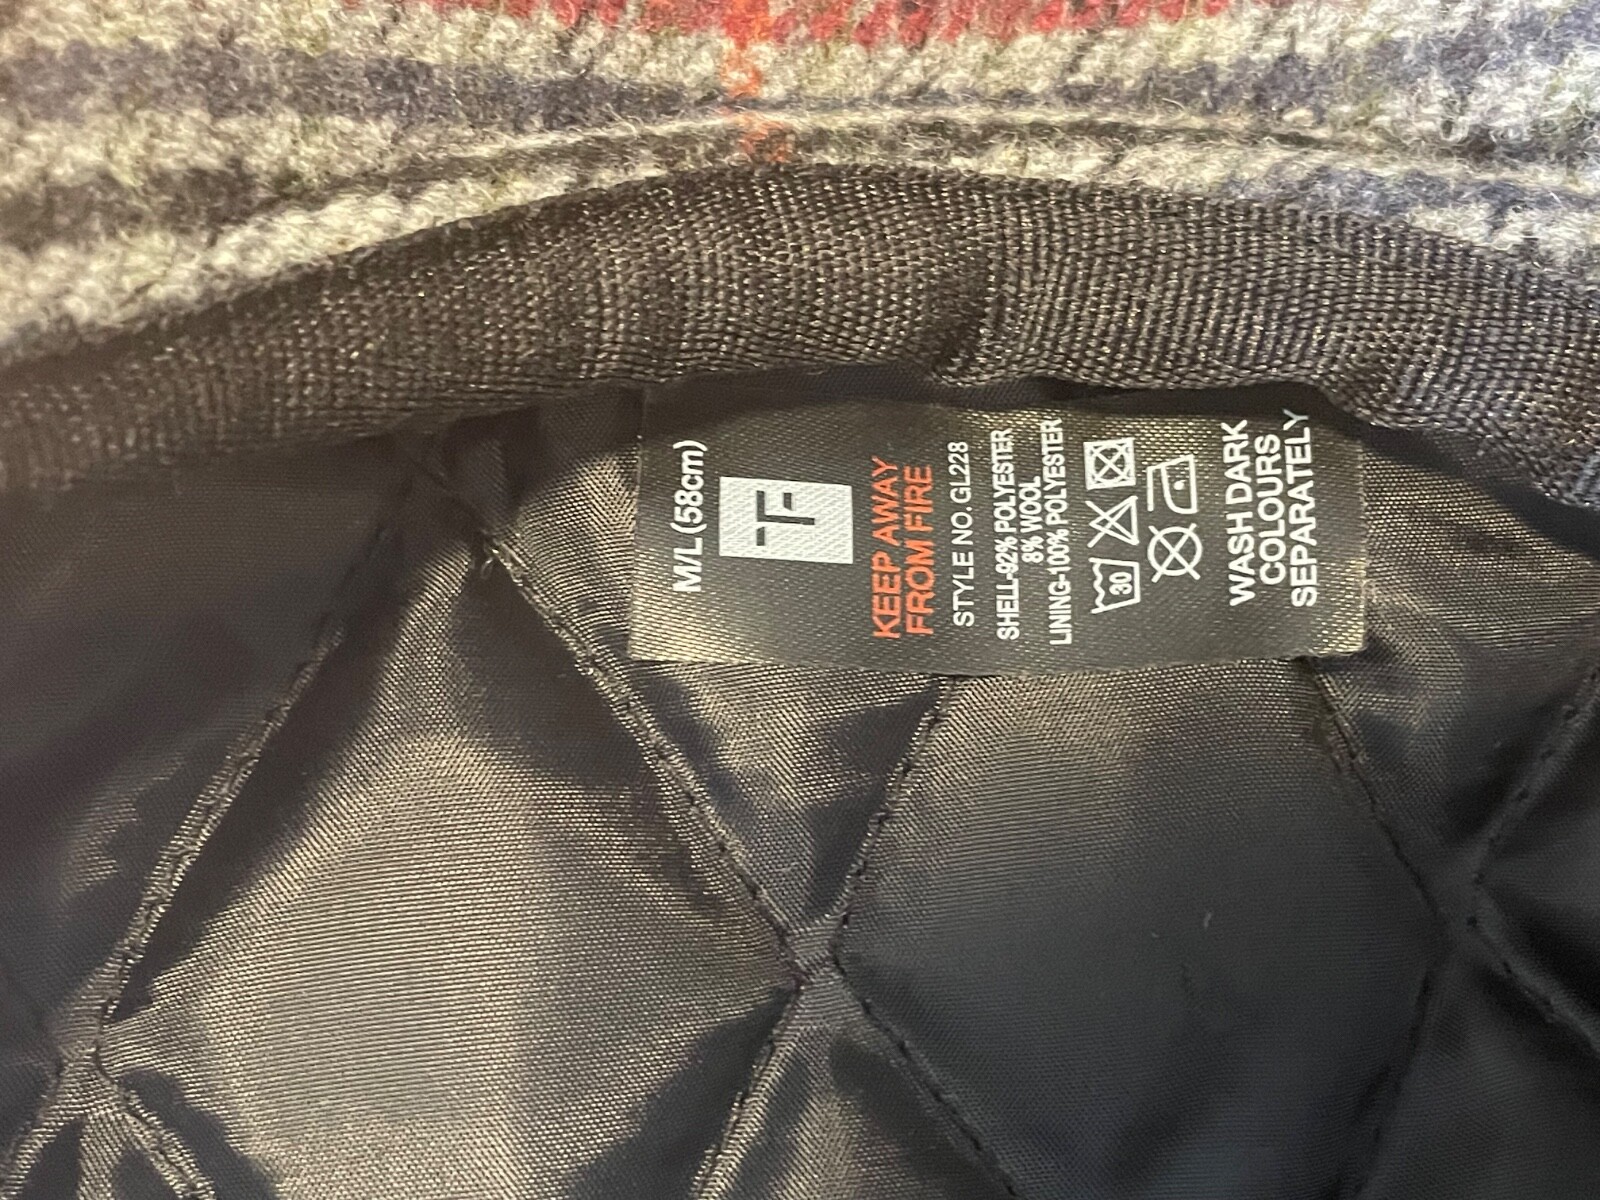 M/L(58cm)
TF
KEEP AWAY
FROM FIRE
STYLE NO.GL228
SHELL-92% POLYESTER
8% WOOL
LINING-100% POLYESTER
30
WASH DARK
COLOURS
SEPARATELY